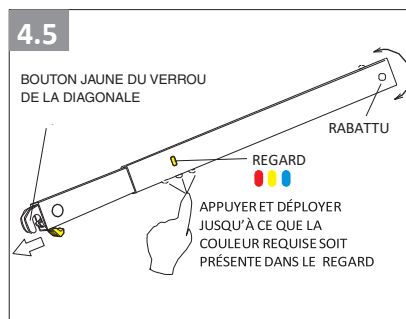 4.5
BOUTON JAUNE DU VERROU
DE LA DIAGONALE
RABATTU
REGARD
APPUYER ET DÉPLOYER
JUSQU'À CE QUE LA
COULEUR REQUISE SOIT
PRÉSENTE DANS LE REGARD